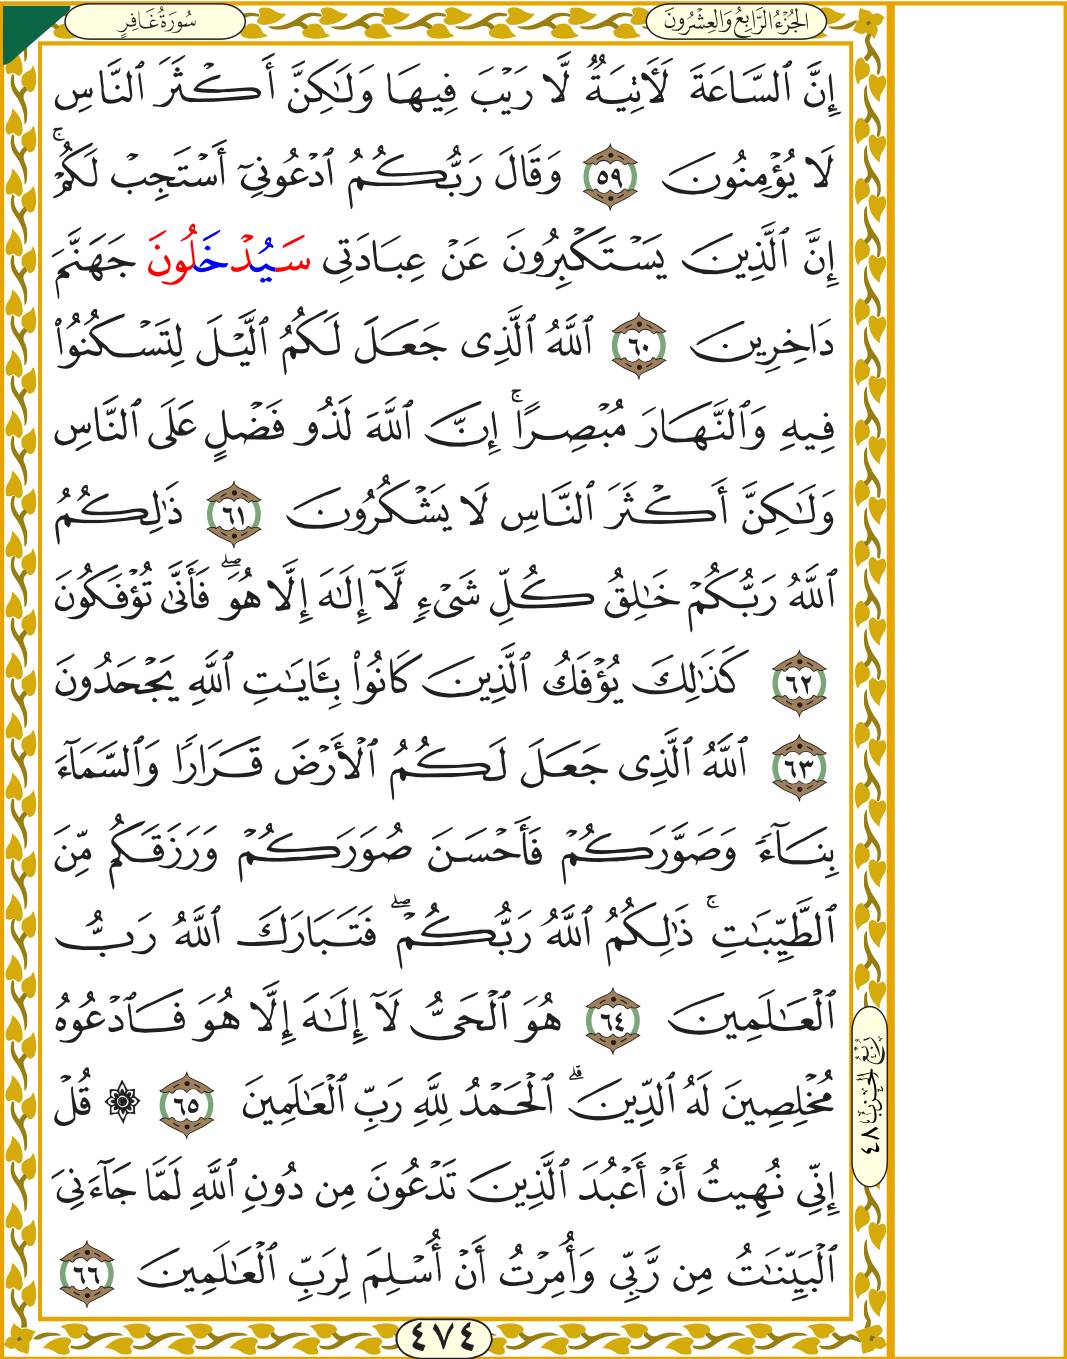 الجُزْءُ الرَّابِعُ وَالعِشْرُونَ
سُورَةُ غَافِرٍ
إِنَّ ٱلسَّاعَةَ لَأٓتِيَةٌ لَّا رَيْبَ فِيهَا وَلَٰكِنَّ أَكْثَرَ ٱلنَّاسِ
لَا يُؤْمِنُونَ ٥٩ وَقَالَ رَبُّكُمُ ٱدْعُونِىٓ أَسْتَجِبْ لَكُمْ ۚ
إِنَّ ٱلَّذِينَ يَسْتَكْبِرُونَ عَنْ عِبَادَتِى سَيُدْخَلُونَ جَهَنَّمَ
دَاخِرِينَ ٦٠ ٱللَّهُ ٱلَّذِى جَعَلَ لَكُمُ ٱلَّيْلَ لِتَسْكُنُوا۟
فِيهِ وَٱلنَّهَارَ مُبْصِرًا ۚ إِنَّ ٱللَّهَ لَذُو فَضْلٍ عَلَى ٱلنَّاسِ
وَلَٰكِنَّ أَكْثَرَ ٱلنَّاسِ لَا يَشْكُرُونَ ٦١ ذَٰلِكُمُ
ٱللَّهُ رَبُّكُمْ خَٰلِقُ كُلِّ شَىْءٍ لَّآ إِلَٰهَ إِلَّا هُوَ ۖ فَأَنَّىٰ تُؤْفَكُونَ
٦٢ كَذَٰلِكَ يُؤْفَكُ ٱلَّذِينَ كَانُوا۟ بِـَٔايَٰتِ ٱللَّهِ يَجْحَدُونَ
٦٣ ٱللَّهُ ٱلَّذِى جَعَلَ لَكُمُ ٱلْأَرْضَ قَرَارًا وَٱلسَّمَآءَ
بِنَآءً وَصَوَّرَكُمْ فَأَحْسَنَ صُوَرَكُمْ وَرَزَقَكُم مِّنَ
ٱلطَّيِّبَٰتِ ۚ ذَٰلِكُمُ ٱللَّهُ رَبُّكُمْ ۖ فَتَبَارَكَ ٱللَّهُ رَبُّ
ٱلْعَٰلَمِينَ ٦٤ هُوَ ٱلْحَىُّ لَآ إِلَٰهَ إِلَّا هُوَ فَٱدْعُوهُ
مُخْلِصِينَ لَهُ ٱلدِّينَ ۗ ٱلْحَمْدُ لِلَّهِ رَبِّ ٱلْعَٰلَمِينَ ٦٥ ۞ قُلْ
إِنِّى نُهِيتُ أَنْ أَعْبُدَ ٱلَّذِينَ تَدْعُونَ مِن دُونِ ٱللَّهِ لَمَّا جَآءَنِىَ
ٱلْبَيِّنَٰتُ مِن رَّبِّى وَأُمِرْتُ أَنْ أُسْلِمَ لِرَبِّ ٱلْعَٰلَمِينَ ٦٦
رُبْعُ الحِزْبِ ٤٨
٤٧٤